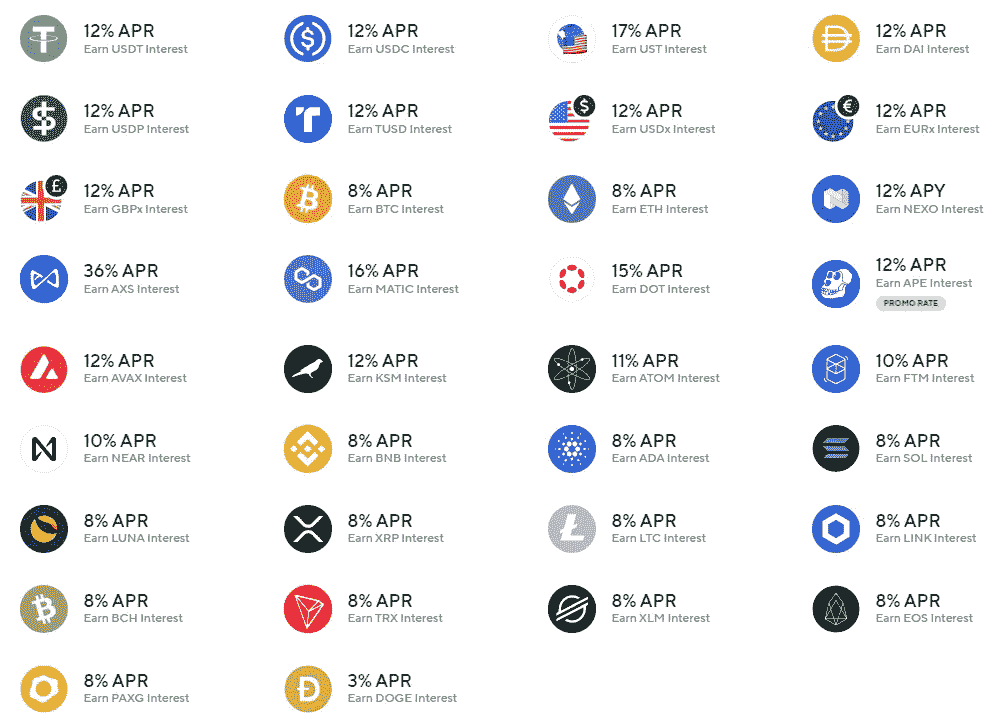 12% APR
Earn USDT Interest
12% APR
Earn USDC Interest
17% APR
Earn UST Interest
12% APR
Earn DAI Interest
12% APR
Earn USDP Interest
12% APR
Earn TUSD Interest
12% APR
Earn USDx Interest
12% APR
Earn EURx Interest
12% APR
Earn GBPx Interest
8% APR
Earn BTC Interest
8% APR
Earn ETH Interest
12% APY
Earn NEXO Interest
36% APR
Earn AXS Interest
16% APR
Earn MATIC Interest
15% APR
Earn DOT Interest
12% APR
Earn APE Interest
PROMO RATE
12% APR
Earn AVAX Interest
12% APR
Earn KSM Interest
11% APR
Earn ATOM Interest
10% APR
Earn FTM Interest
10% APR
Earn NEAR Interest
8% APR
Earn BNB Interest
8% APR
Earn ADA Interest
8% APR
Earn SOL Interest
8% APR
Earn LUNA Interest
8% APR
Earn XRP Interest
8% APR
Earn LTC Interest
8% APR
Earn LINK Interest
8% APR
Earn BCH Interest
8% APR
Earn TRX Interest
8% APR
Earn XLM Interest
8% APR
Earn EOS Interest
8% APR
Earn PAXG Interest
3% APR
Earn DOGE Interest